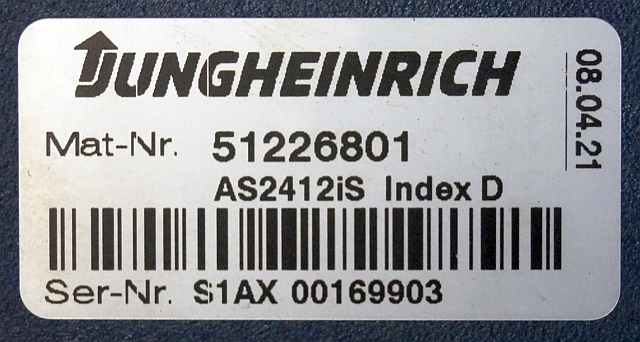 JUNGHEINRICH
Mat-Nr. 51226801
AS2412iS Index D
Ser-Nr. S1AX 00169903
08.04.21